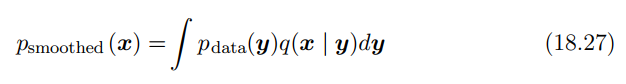 p_smoothed (x) = ∫ p_data(y)q(x | y)dy (18.27)